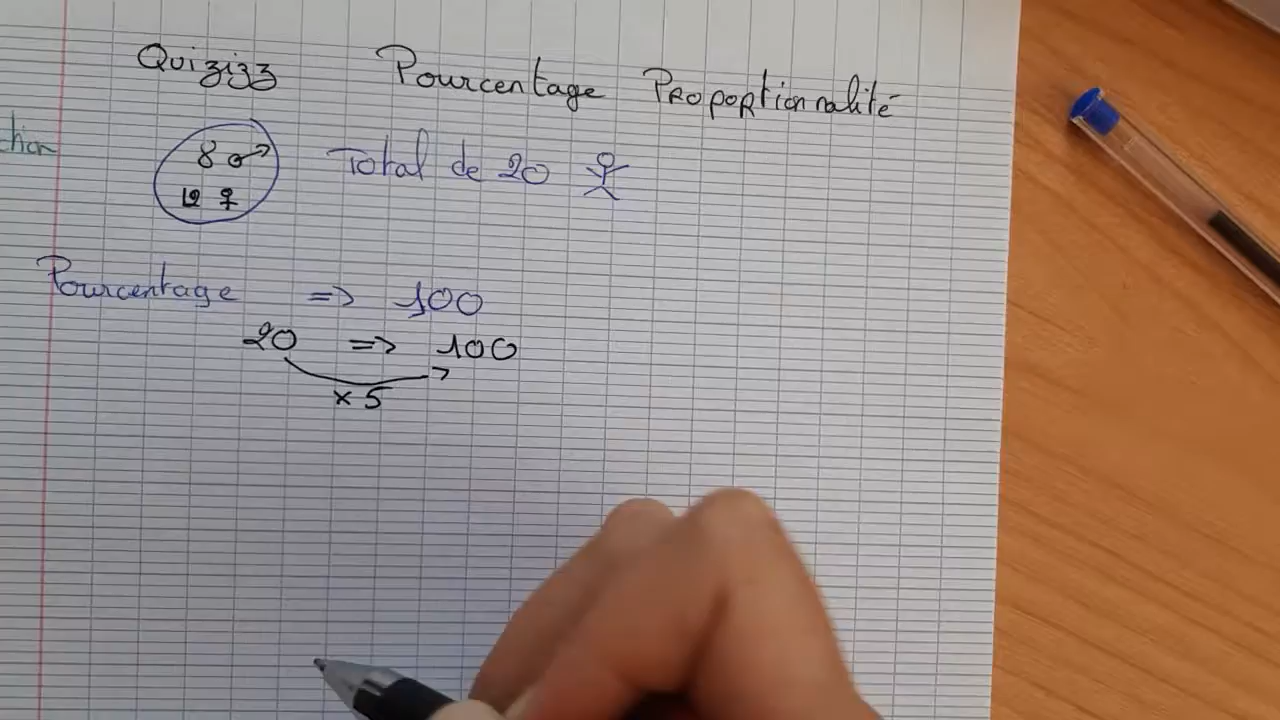 Quizizz Pourcentage Proportionnalité
8 ♂ Total de 20
12 ♀
Pourcentage => 100
20 => 100
× 5